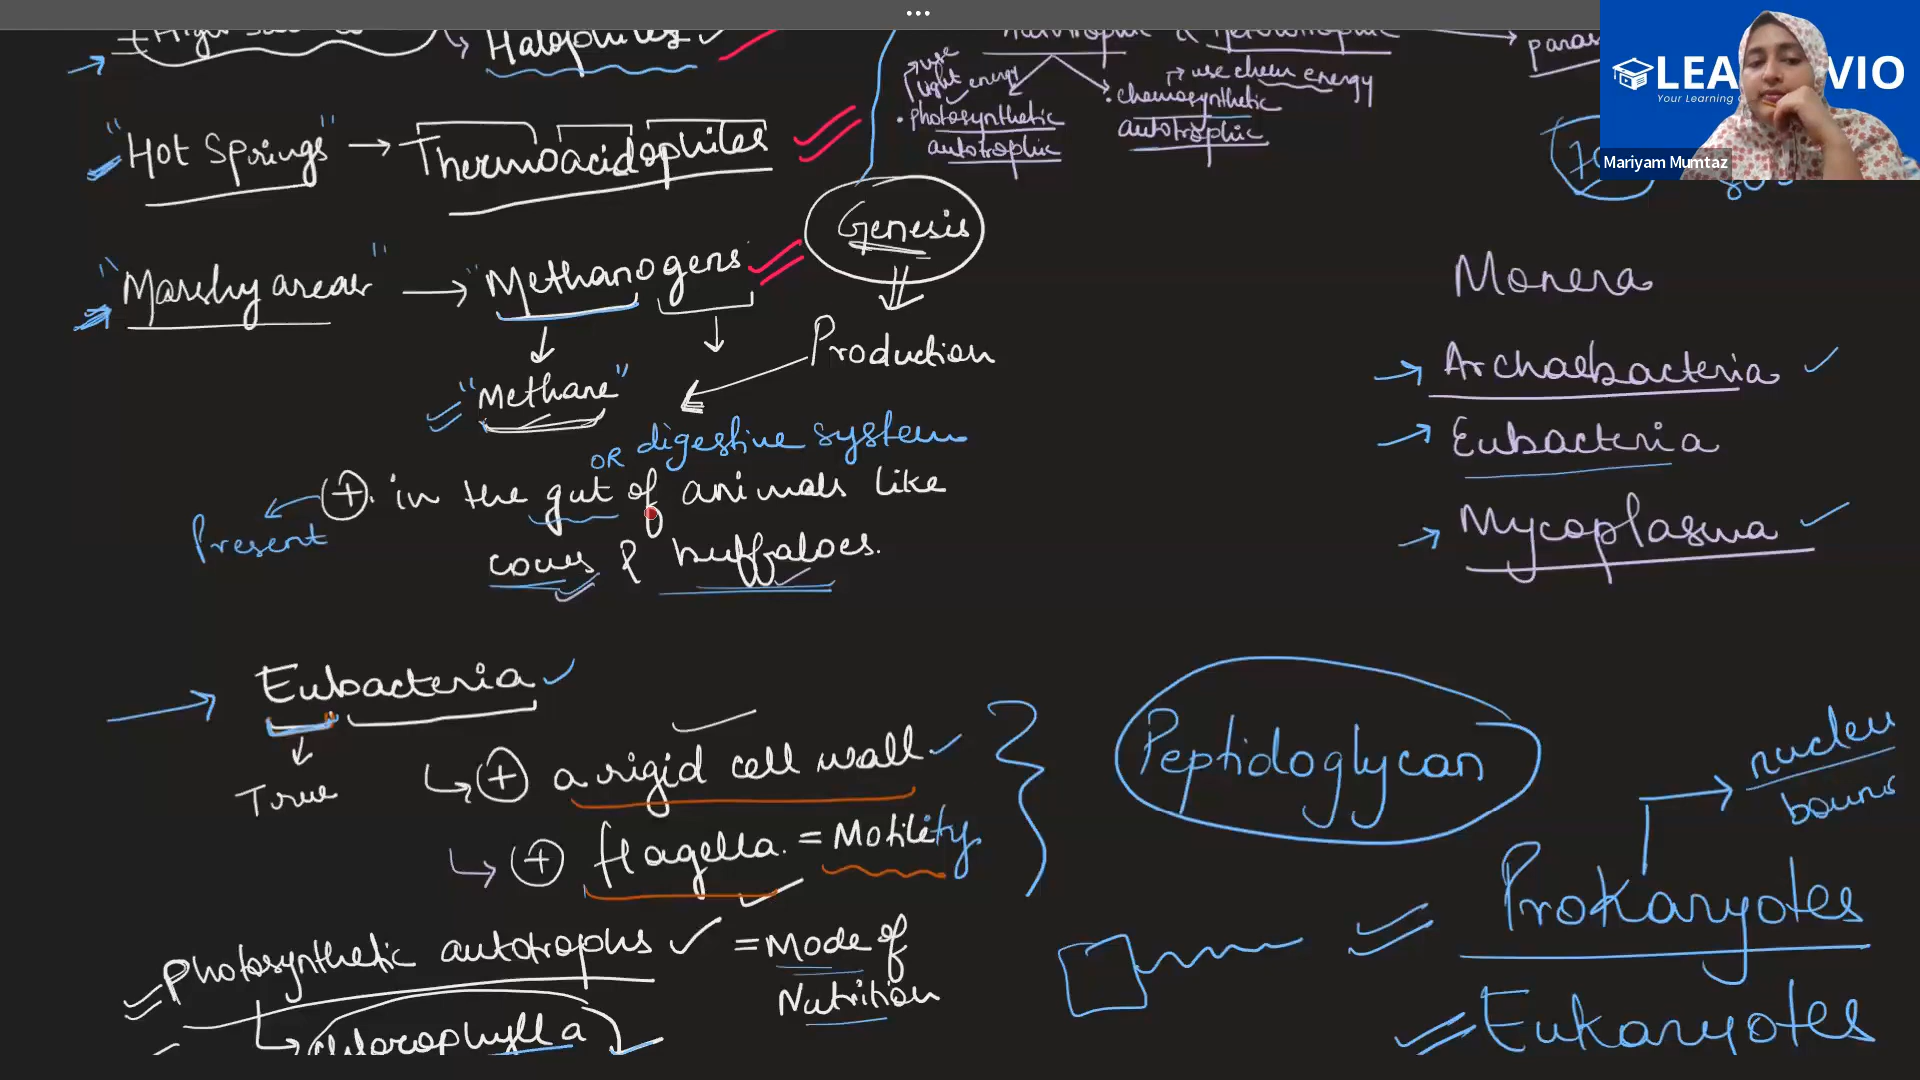 Halophiles
"Hot Springs" → Thermoacidophiles
"Marshy areas" → "Methanogens
"Methane"
Genesis
Production
OR digestive system
+. in the gut of animals like
Present
cows & buffaloes.
use
light energy
• photosynthetic
autotrophic
use chem energy
• chemosynthetic
autotrophic
LEA VIO
Your Learning
Mariyam Mumtaz
Monera
→ Archaebacteria ✓
→ Eubacteria
→ Mycoplasma ✓
→ Eubacteria ✓
True
+ a rigid cell wall ✓
+ flagella. = Motility
Peptidoglycan
photosynthetic autotrophs ✓ = Mode of
Nutrition
Prokaryotes
Eukaryotes